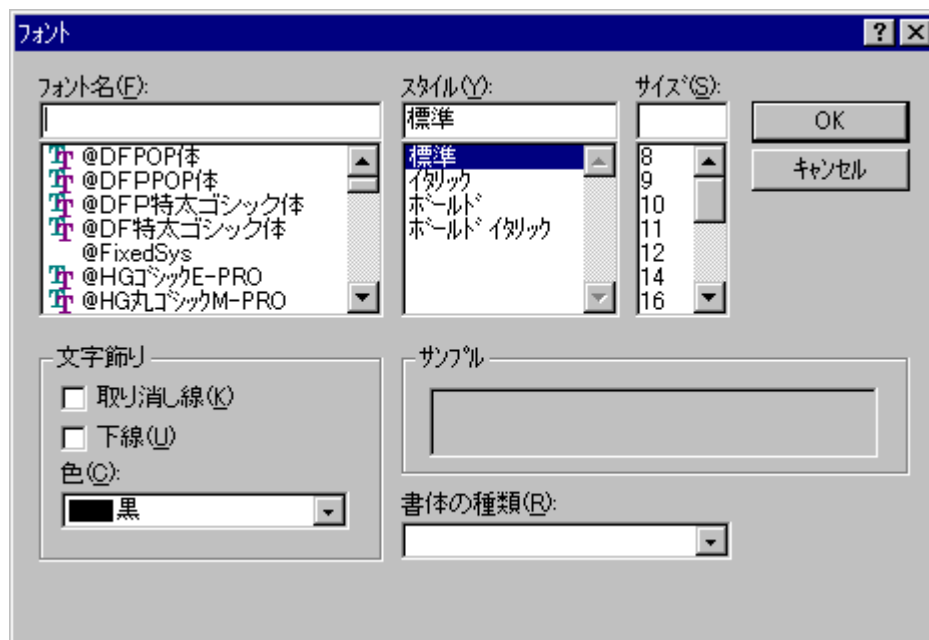 フォント
フォント名(F):
@DFPOP体
@DFPPOP体
@DFP特太ゴシック体
@DF特太ゴシック体
@FixedSys
@HGｺﾞｼｯｸE-PRO
@HG丸ｺﾞｼｯｸM-PRO
ｽﾀｲﾙ(Y):
標準
標準
ｲﾀﾘｯｸ
ﾎﾞｰﾙﾄﾞ
ﾎﾞｰﾙﾄﾞ ｲﾀﾘｯｸ
ｻｲｽﾞ(S):
8
9
10
11
12
14
16
OK
ｷｬﾝｾﾙ
文字飾り
取り消し線(K)
下線(U)
色(C):
黒
ｻﾝﾌﾟﾙ
書体の種類(R):